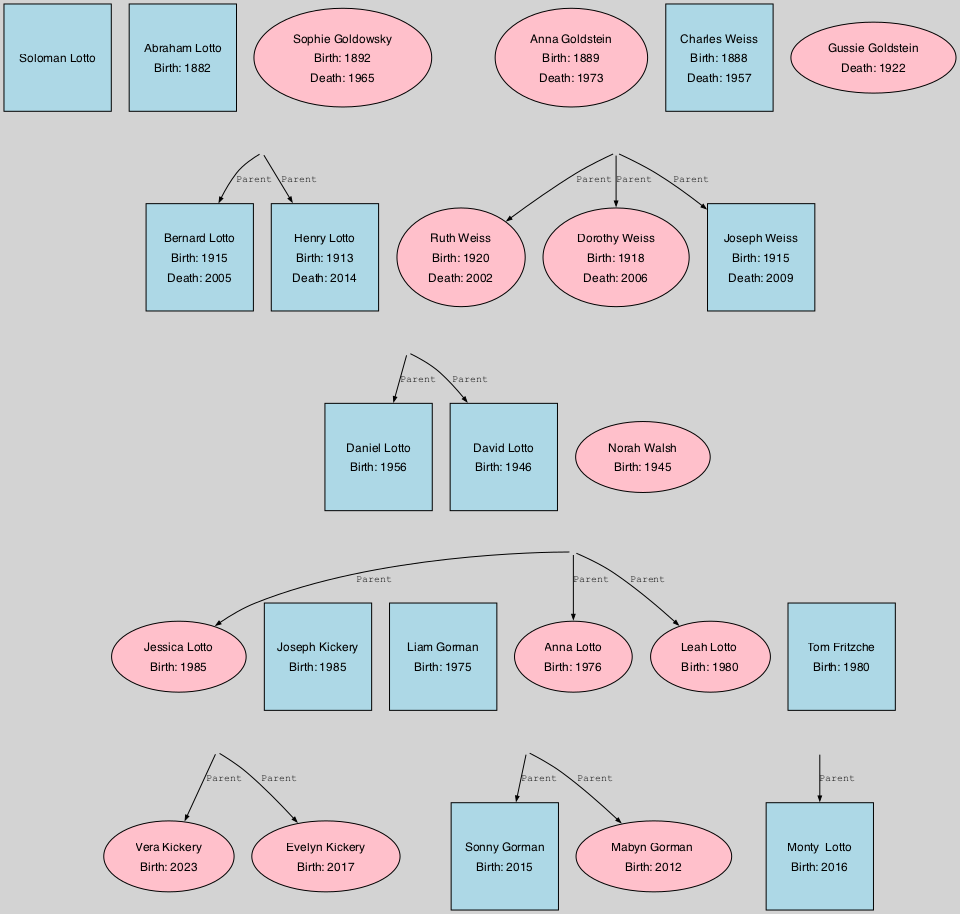 Soloman Lotto
Abraham Lotto
Birth: 1882
Sophie Goldowsky
Birth: 1892
Death: 1965
Anna Goldstein
Birth: 1889
Death: 1973
Charles Weiss
Birth: 1888
Death: 1957
Gussie Goldstein
Death: 1922
Parent
Parent
Parent
Parent
Parent
Bernard Lotto
Birth: 1915
Death: 2005
Henry Lotto
Birth: 1913
Death: 2014
Ruth Weiss
Birth: 1920
Death: 2002
Dorothy Weiss
Birth: 1918
Death: 2006
Joseph Weiss
Birth: 1915
Death: 2009
Parent
Parent
Daniel Lotto
Birth: 1956
David Lotto
Birth: 1946
Norah Walsh
Birth: 1945
Parent
Parent
Parent
Jessica Lotto
Birth: 1985
Joseph Kickery
Birth: 1985
Liam Gorman
Birth: 1975
Anna Lotto
Birth: 1976
Leah Lotto
Birth: 1980
Tom Fritzche
Birth: 1980
Parent
Parent
Parent
Parent
Parent
Vera Kickery
Birth: 2023
Evelyn Kickery
Birth: 2017
Sonny Gorman
Birth: 2015
Mabyn Gorman
Birth: 2012
Monty Lotto
Birth: 2016